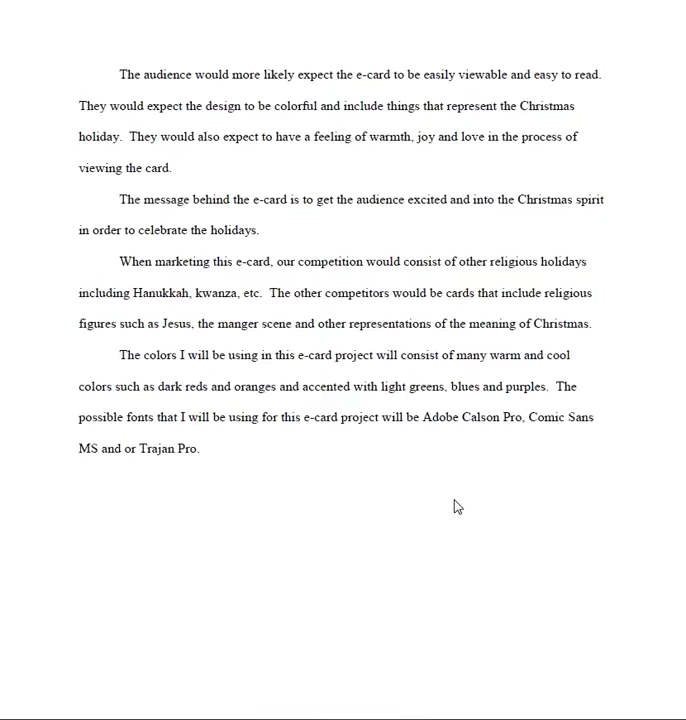 The audience would more likely expect the e-card to be easily viewable and easy to read.
They would expect the design to be colorful and include things that represent the Christmas
holiday.  They would also expect to have a feeling of warmth, joy and love in the process of
viewing the card.
The message behind the e-card is to get the audience excited and into the Christmas spirit
in order to celebrate the holidays.
When marketing this e-card, our competition would consist of other religious holidays
including Hanukkah, kwanza, etc.  The other competitors would be cards that include religious
figures such as Jesus, the manger scene and other representations of the meaning of Christmas.
The colors I will be using in this e-card project will consist of many warm and cool
colors such as dark reds and oranges and accented with light greens, blues and purples.  The
possible fonts that I will be using for this e-card project will be Adobe Calson Pro, Comic Sans
MS and or Trajan Pro.